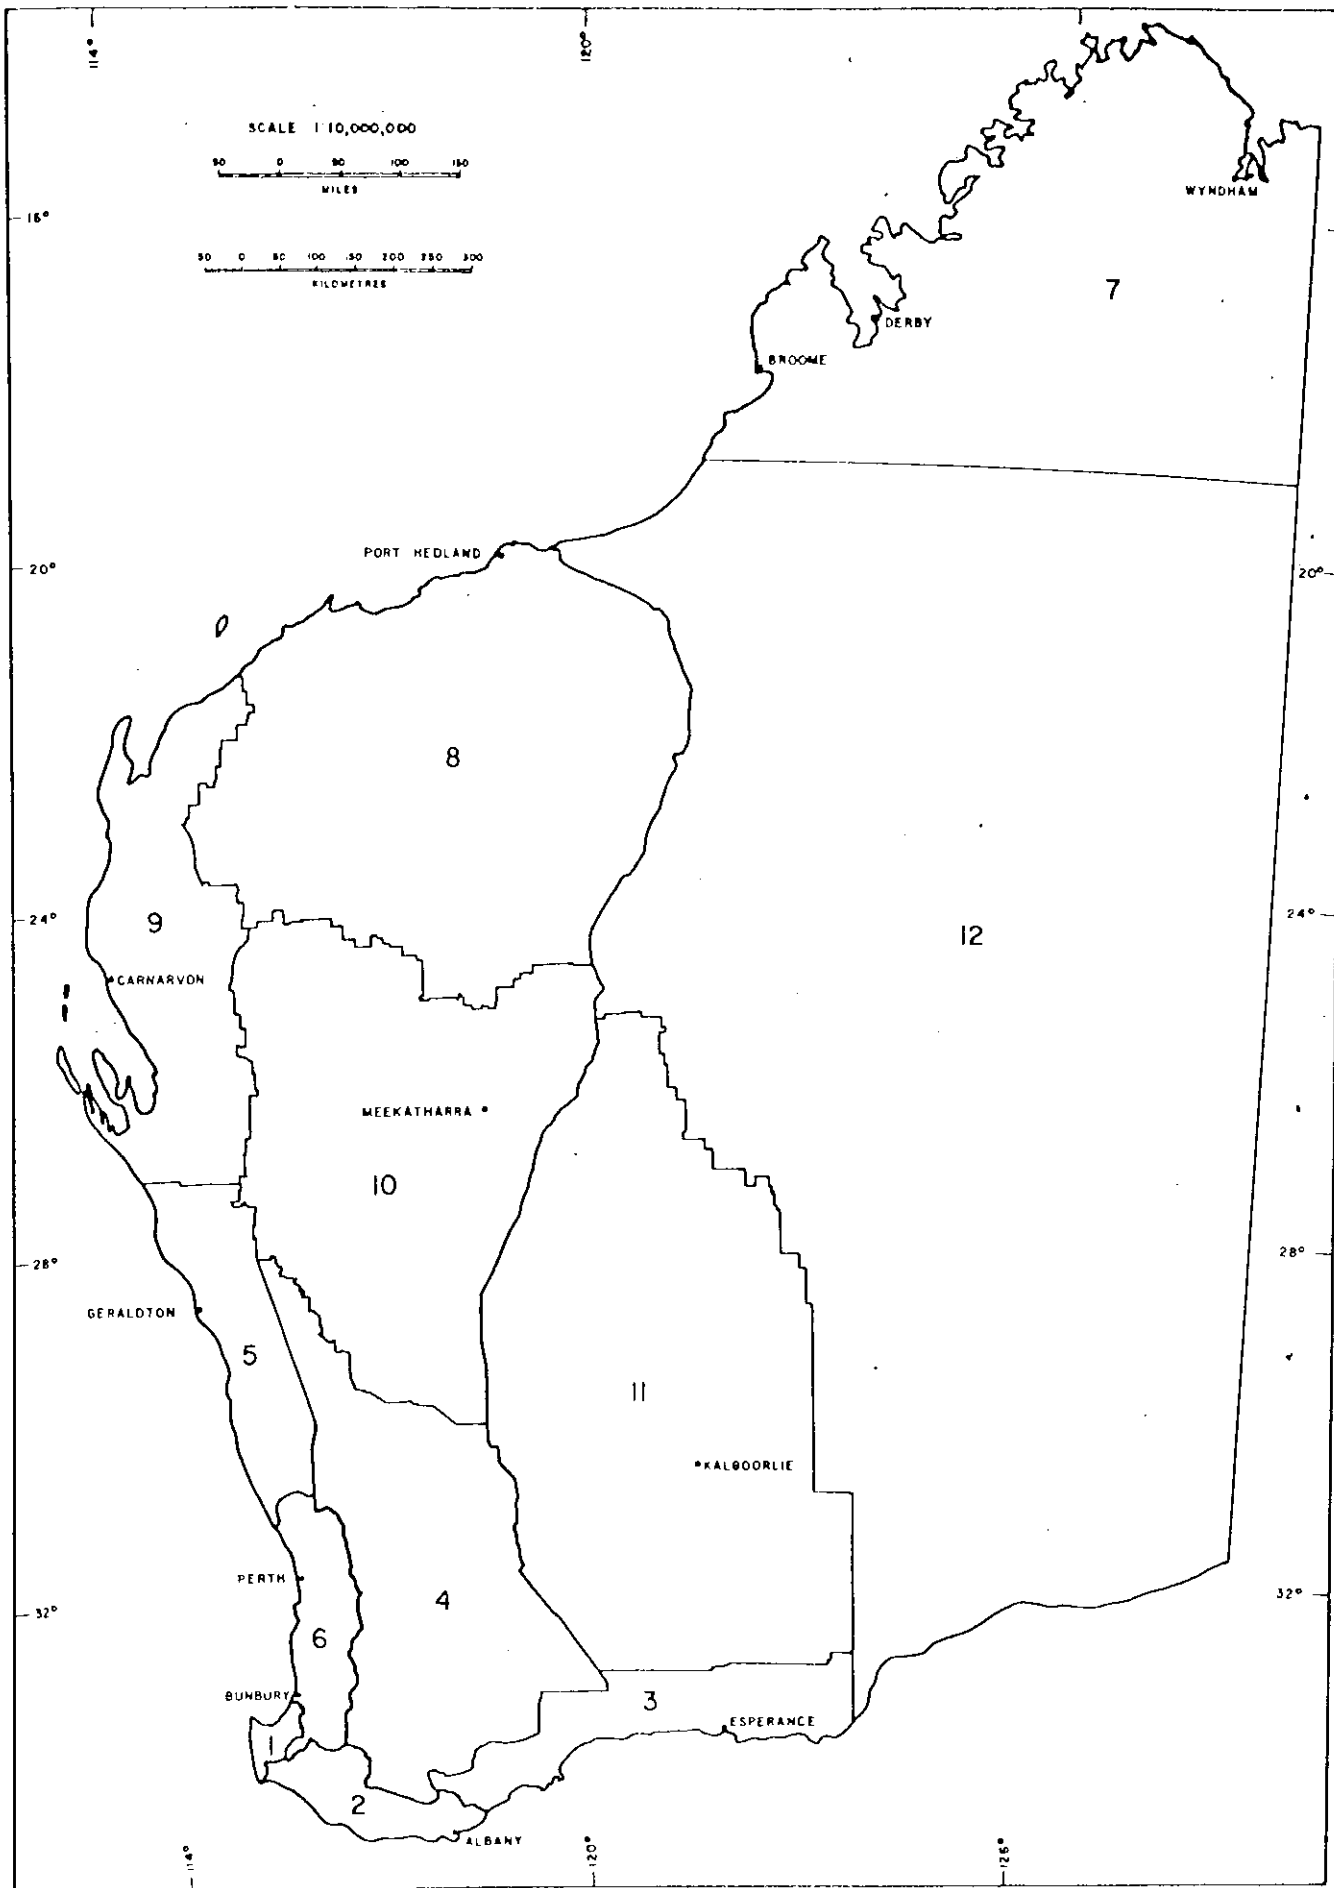 114°
120°
SCALE 1:10,000,000
50 0 50 100 150
MILES
WYNDHAM
16°
50 0 50 100 150 200 250 300
KILOMETRES
7
DERBY
BROOME
PORT HEDLAND
20°
20°
8
9
24°
24°
12
CARNARVON
MEEKATHARRA
10
28°
28°
GERALDTON
5
11
KALGOORLIE
PERTH
4
32°
32°
6
BUNBURY
3
ESPERANCE
1
2
ALBANY
114°
120°
126°